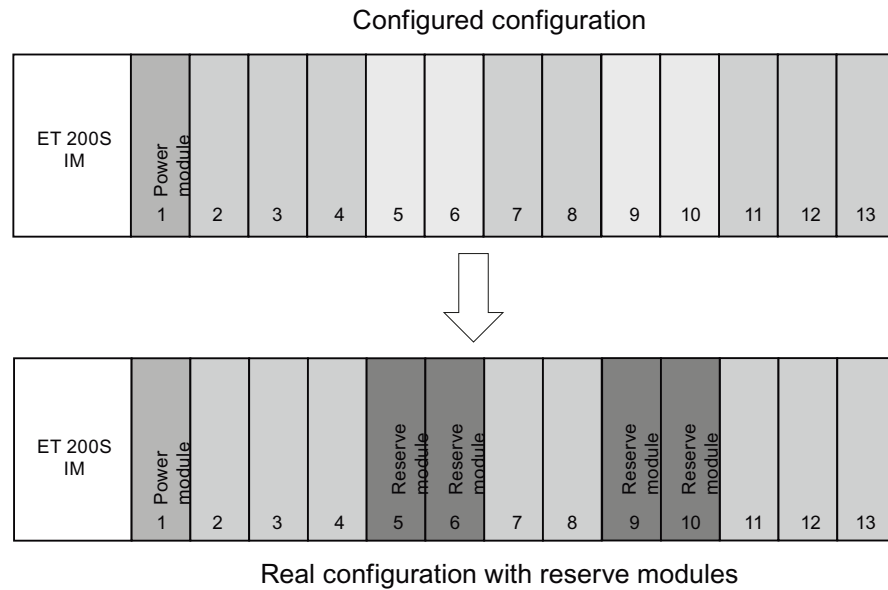 Configured configuration
ET 200S
IM
Power
module
1 2 3 4 5 6 7 8 9 10 11 12 13
ET 200S
IM
Power
module
Reserve
module
Reserve
module
Reserve
module
Reserve
module
1 2 3 4 5 6 7 8 9 10 11 12 13
Real configuration with reserve modules